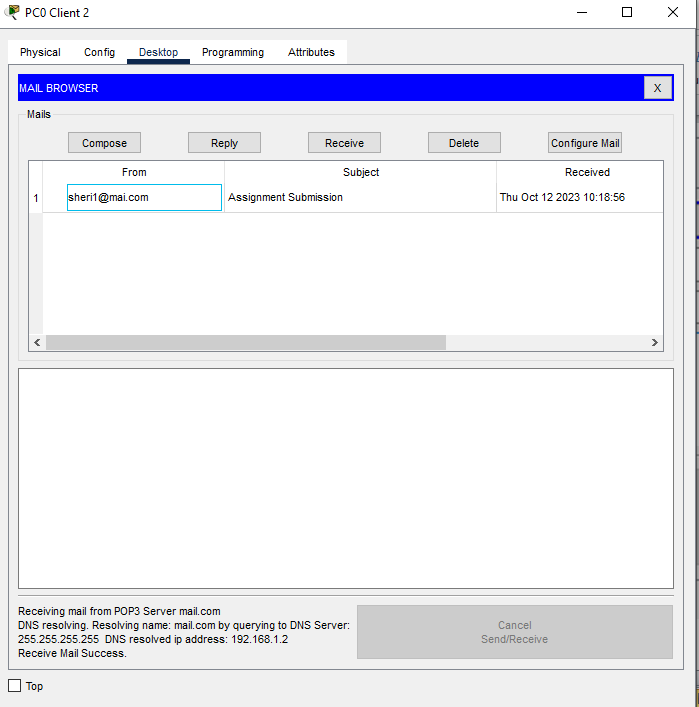 PC0 Client 2
Physical Config Desktop Programming Attributes
MAIL BROWSER X
Mails
Compose Reply Receive Delete Configure Mail
From Subject Received
1 sheri1@mai.com Assignment Submission Thu Oct 12 2023 10:18:56
Receiving mail from POP3 Server mail.com
DNS resolving. Resolving name: mail.com by querying to DNS Server:
255.255.255.255 DNS resolved ip address: 192.168.1.2
Receive Mail Success.
Cancel
Send/Receive
Top